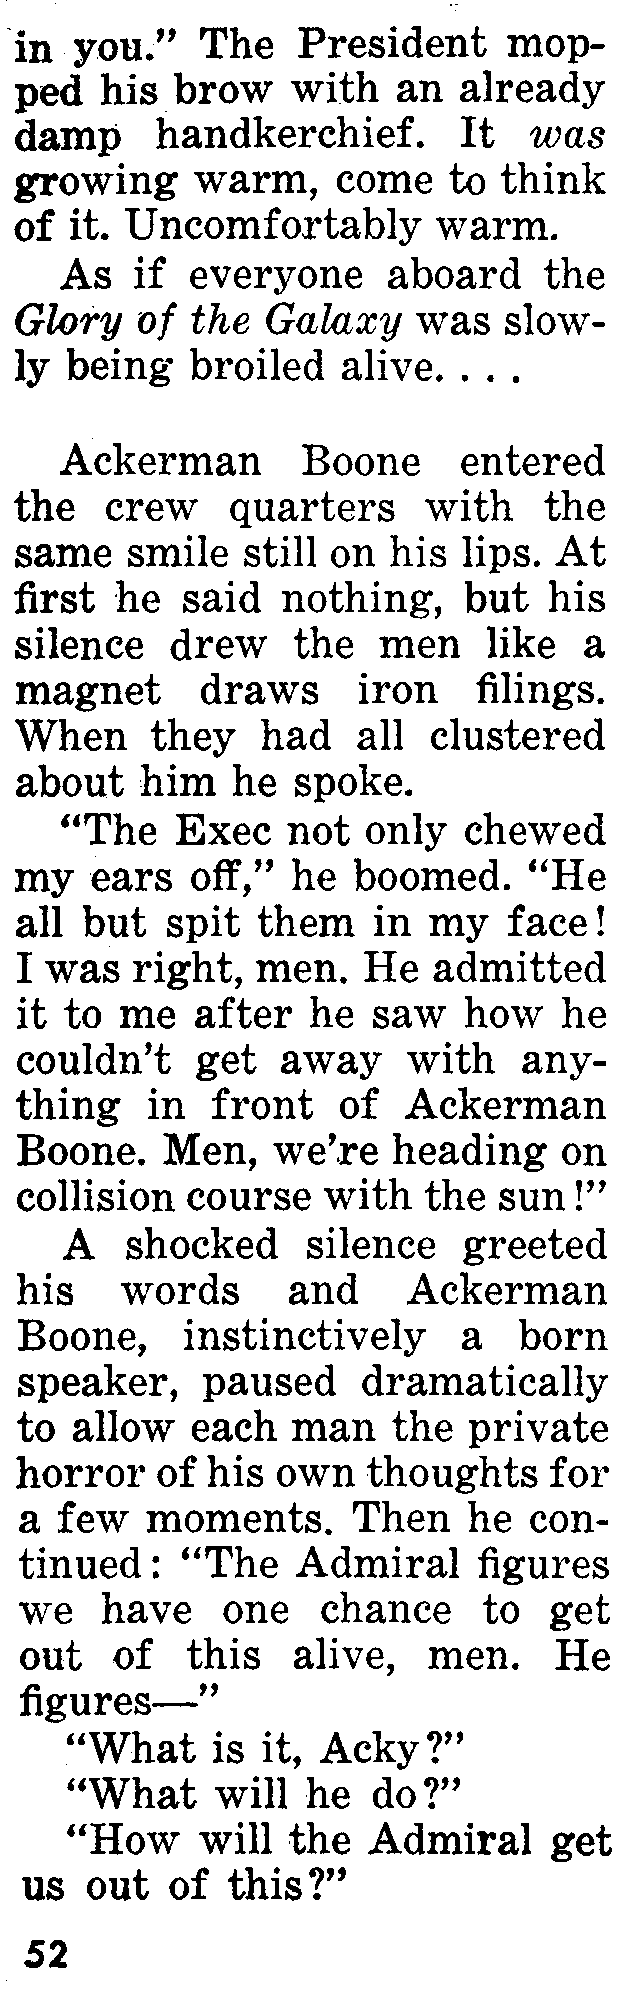 in you." The President mop-
ped his brow with an already
damp handkerchief. It was
growing warm, come to think
of it. Uncomfortably warm.
As if everyone aboard the
Glory of the Galaxy was slow-
ly being broiled alive. . . .
Ackerman Boone entered
the crew quarters with the
same smile still on his lips. At
first he said nothing, but his
silence drew the men like a
magnet draws iron filings.
When they had all clustered
about him he spoke.
"The Exec not only chewed
my ears off," he boomed. "He
all but spit them in my face!
I was right, men. He admitted
it to me after he saw how he
couldn't get away with any-
thing in front of Ackerman
Boone. Men, we're heading on
collision course with the sun!"
A shocked silence greeted
his words and Ackerman
Boone, instinctively a born
speaker, paused dramatically
to allow each man the private
horror of his own thoughts for
a few moments. Then he con-
tinued: "The Admiral figures
we have one chance to get
out of this alive, men. He
figures—"
"What is it, Acky?"
"What will he do?"
"How will the Admiral get
us out of this?"
52